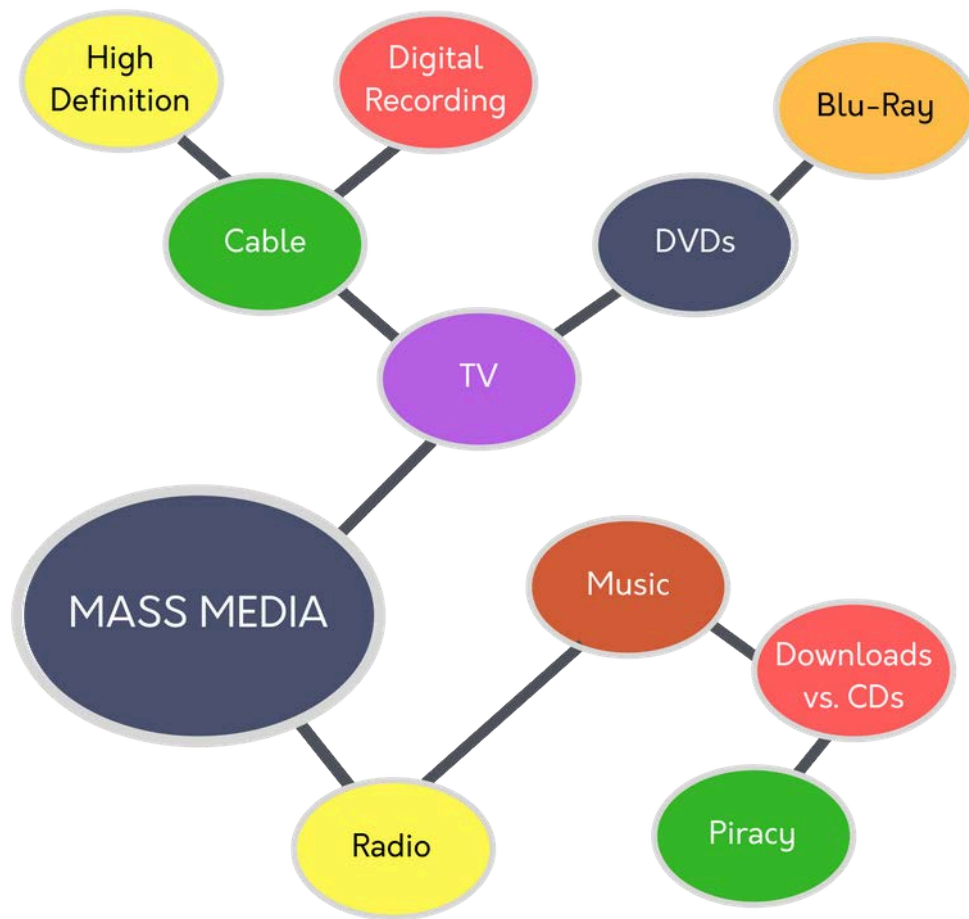 High
Definition
Digital
Recording
Blu-Ray
Cable
DVDs
TV
MASS MEDIA
Music
Downloads
vs. CDs
Radio
Piracy